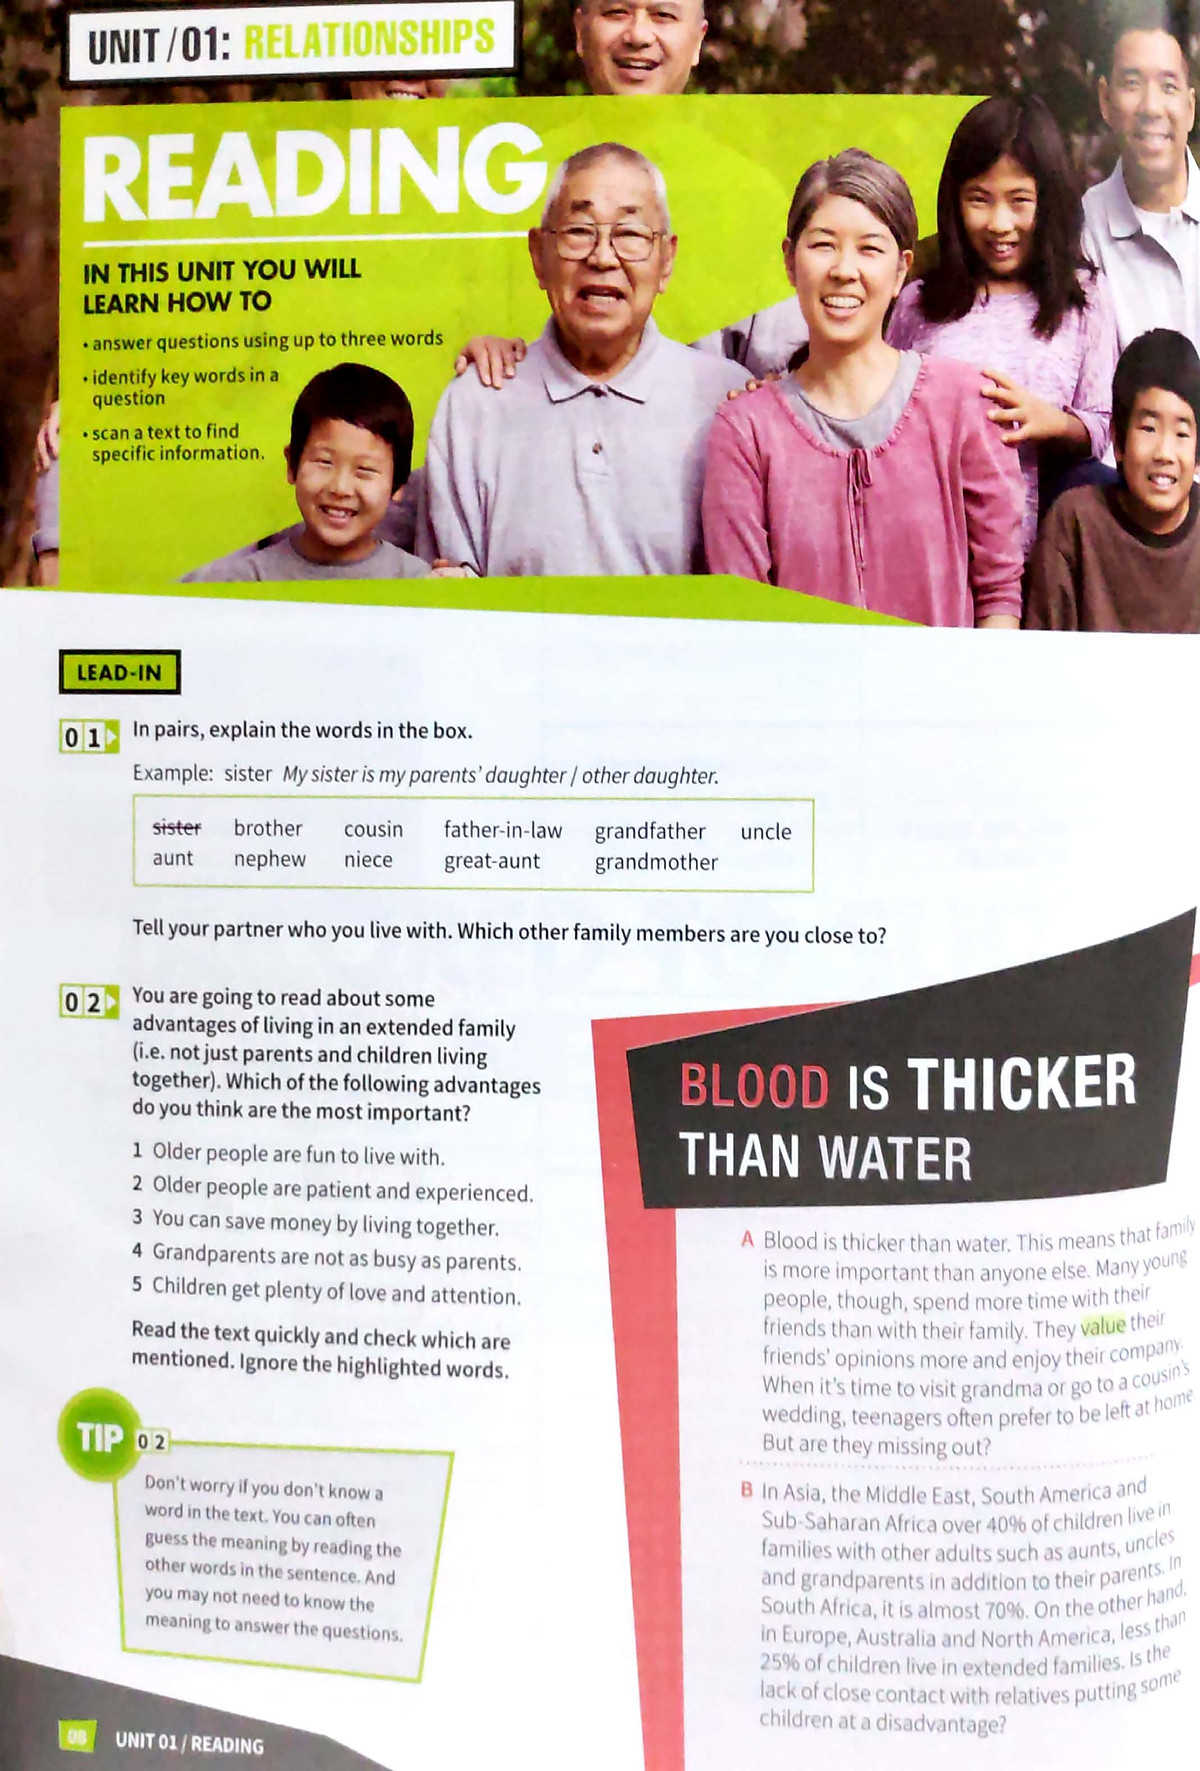 UNIT / 01: RELATIONSHIPS
READING
IN THIS UNIT YOU WILL
LEARN HOW TO
• answer questions using up to three words
• identify key words in a
question
• scan a text to find
specific information.
LEAD-IN
01 In pairs, explain the words in the box.
Example: sister My sister is my parents' daughter / other daughter.
sister brother cousin father-in-law grandfather uncle
aunt nephew niece great-aunt grandmother
Tell your partner who you live with. Which other family members are you close to?
02 You are going to read about some
advantages of living in an extended family
(i.e. not just parents and children living
together). Which of the following advantages
do you think are the most important?
1 Older people are fun to live with.
2 Older people are patient and experienced.
3 You can save money by living together.
4 Grandparents are not as busy as parents.
5 Children get plenty of love and attention.
Read the text quickly and check which are
mentioned. Ignore the highlighted words.
TIP 02
Don't worry if you don't know a
word in the text. You can often
guess the meaning by reading the
other words in the sentence. And
you may not need to know the
meaning to answer the questions.
BLOOD IS THICKER
THAN WATER
A Blood is thicker than water. This means that family
is more important than anyone else. Many young
people, though, spend more time with their
friends than with their family. They value their
friends' opinions more and enjoy their company.
When it's time to visit grandma or go to a cousin's
wedding, teenagers often prefer to be left at home.
But are they missing out?
B In Asia, the Middle East, South America and
Sub-Saharan Africa over 40% of children live in
families with other adults such as aunts, uncles
and grandparents in addition to their parents. In
South Africa, it is almost 70%. On the other hand,
in Europe, Australia and North America, less than
25% of children live in extended families. Is the
lack of close contact with relatives putting some
children at a disadvantage?
08 UNIT 01 / READING